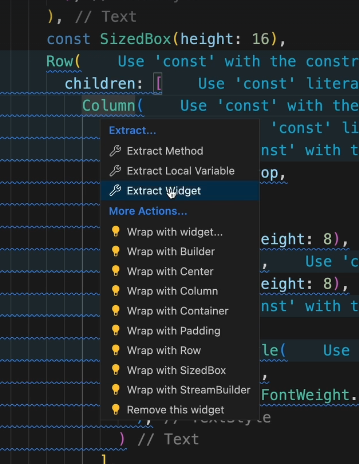 ), // Text
const SizedBox(height: 16),
Row(     Use 'const' with the constr
children: [     Use 'const' litera
Column(     Use 'const' with the
'const' li
nst' with t
op,
Extract...
Extract Method
Extract Local Variable
Extract Widget
More Actions...
Wrap with widget...
Wrap with Builder
eight: 8),
Wrap with Center
,     Use 'c
Wrap with Column
eight: 8),
Wrap with Container
nst' with t
Wrap with Padding
Wrap with Row
le(     Use
Wrap with SizedBox
,
Wrap with StreamBuilder
FontWeight.
Remove this widget
), // TextStyle
) // Text
]